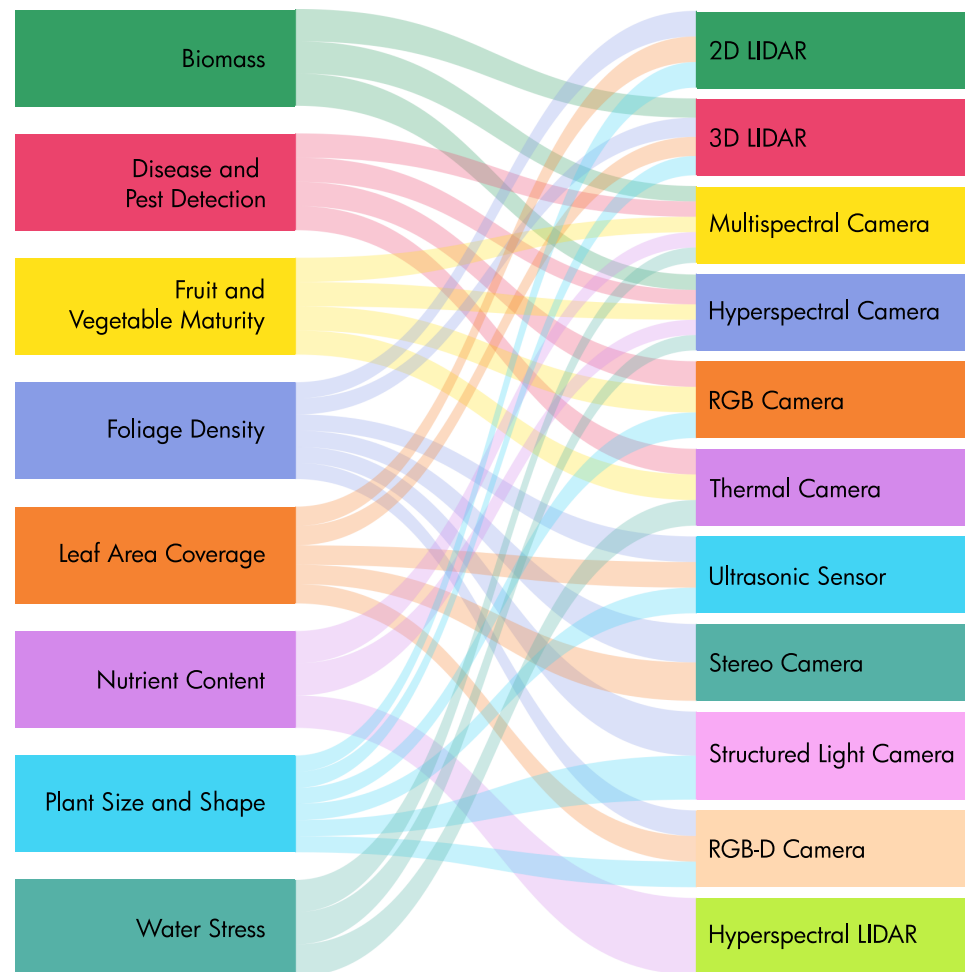 Biomass
Disease and
Pest Detection
Fruit and
Vegetable Maturity
Foliage Density
Leaf Area Coverage
Nutrient Content
Plant Size and Shape
Water Stress
2D LIDAR
3D LIDAR
Multispectral Camera
Hyperspectral Camera
RGB Camera
Thermal Camera
Ultrasonic Sensor
Stereo Camera
Structured Light Camera
RGB-D Camera
Hyperspectral LIDAR